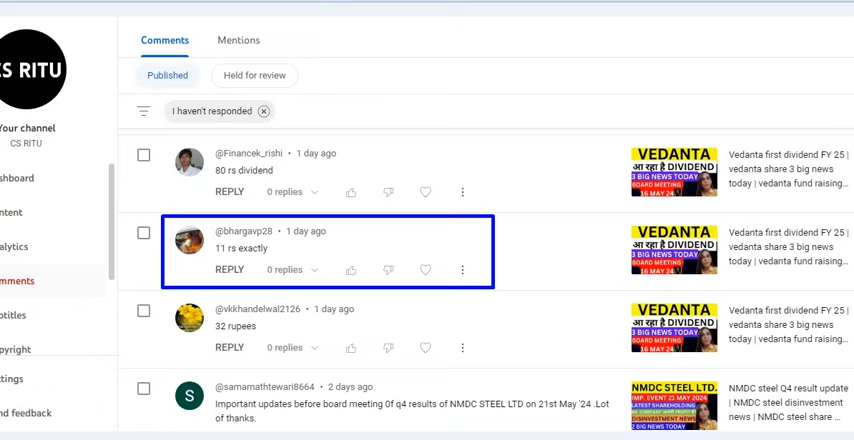 CS RITU
Your channel
CS RITU
shboard
ntent
alytics
mments
btitles
pyright
ttings
nd feedback
Comments Mentions
Published Held for review
I haven't responded
@Financek_rishi • 1 day ago
80 rs dividend
REPLY 0 replies
VEDANTA
आ रहा है DIVIDEND
3 BIG NEWS TODAY
BOARD MEETING
16 MAY 24
Vedanta first dividend FY 25 |
vedanta share 3 big news
today | vedanta fund raising...
@bhargavp28 • 1 day ago
11 rs exactly
REPLY 0 replies
VEDANTA
आ रहा है DIVIDEND
3 BIG NEWS TODAY
BOARD MEETING
16 MAY 24
Vedanta first dividend FY 25 |
vedanta share 3 big news
today | vedanta fund raising...
@vkkhandelwal2126 • 1 day ago
32 rupees
REPLY 0 replies
VEDANTA
आ रहा है DIVIDEND
3 BIG NEWS TODAY
BOARD MEETING
16 MAY 24
Vedanta first dividend FY 25 |
vedanta share 3 big news
today | vedanta fund raising...
S
@samarnathtewari8664 • 2 days ago
Important updates before board meeting 0f q4 results of NMDC STEEL LTD on 21st May '24 .Lot
of thanks.
NMDC STEEL LTD.
IMP. EVENT 21 MAY 2024
LATEST SHAREHOLDING
2 BIG NEWS TODAY
NMDC steel Q4 result update
| NMDC steel disinvestment
news | NMDC steel share ...